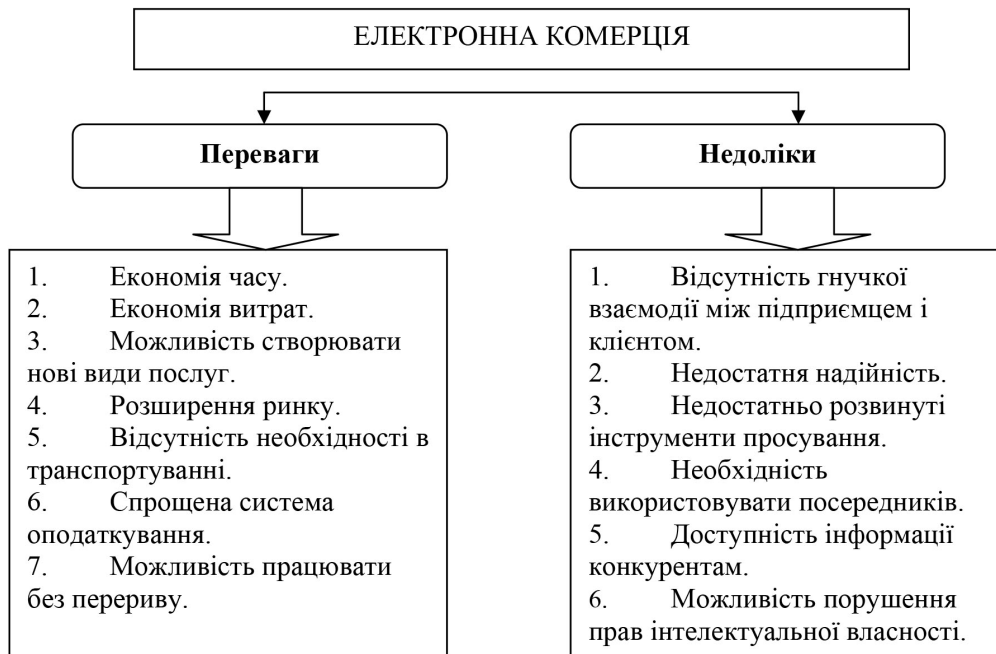 ЕЛЕКТРОННА КОМЕРЦІЯ
Переваги
1. Економія часу.
2. Економія витрат.
3. Можливість створювати
нові види послуг.
4. Розширення ринку.
5. Відсутність необхідності в
транспортуванні.
6. Спрощена система
оподаткування.
7. Можливість працювати
без перериву.
Недоліки
1. Відсутність гнучкої
взаємодії між підприємцем і
клієнтом.
2. Недостатня надійність.
3. Недостатньо розвинуті
інструменти просування.
4. Необхідність
використовувати посередників.
5. Доступність інформації
конкурентам.
6. Можливість порушення
прав інтелектуальної власності.